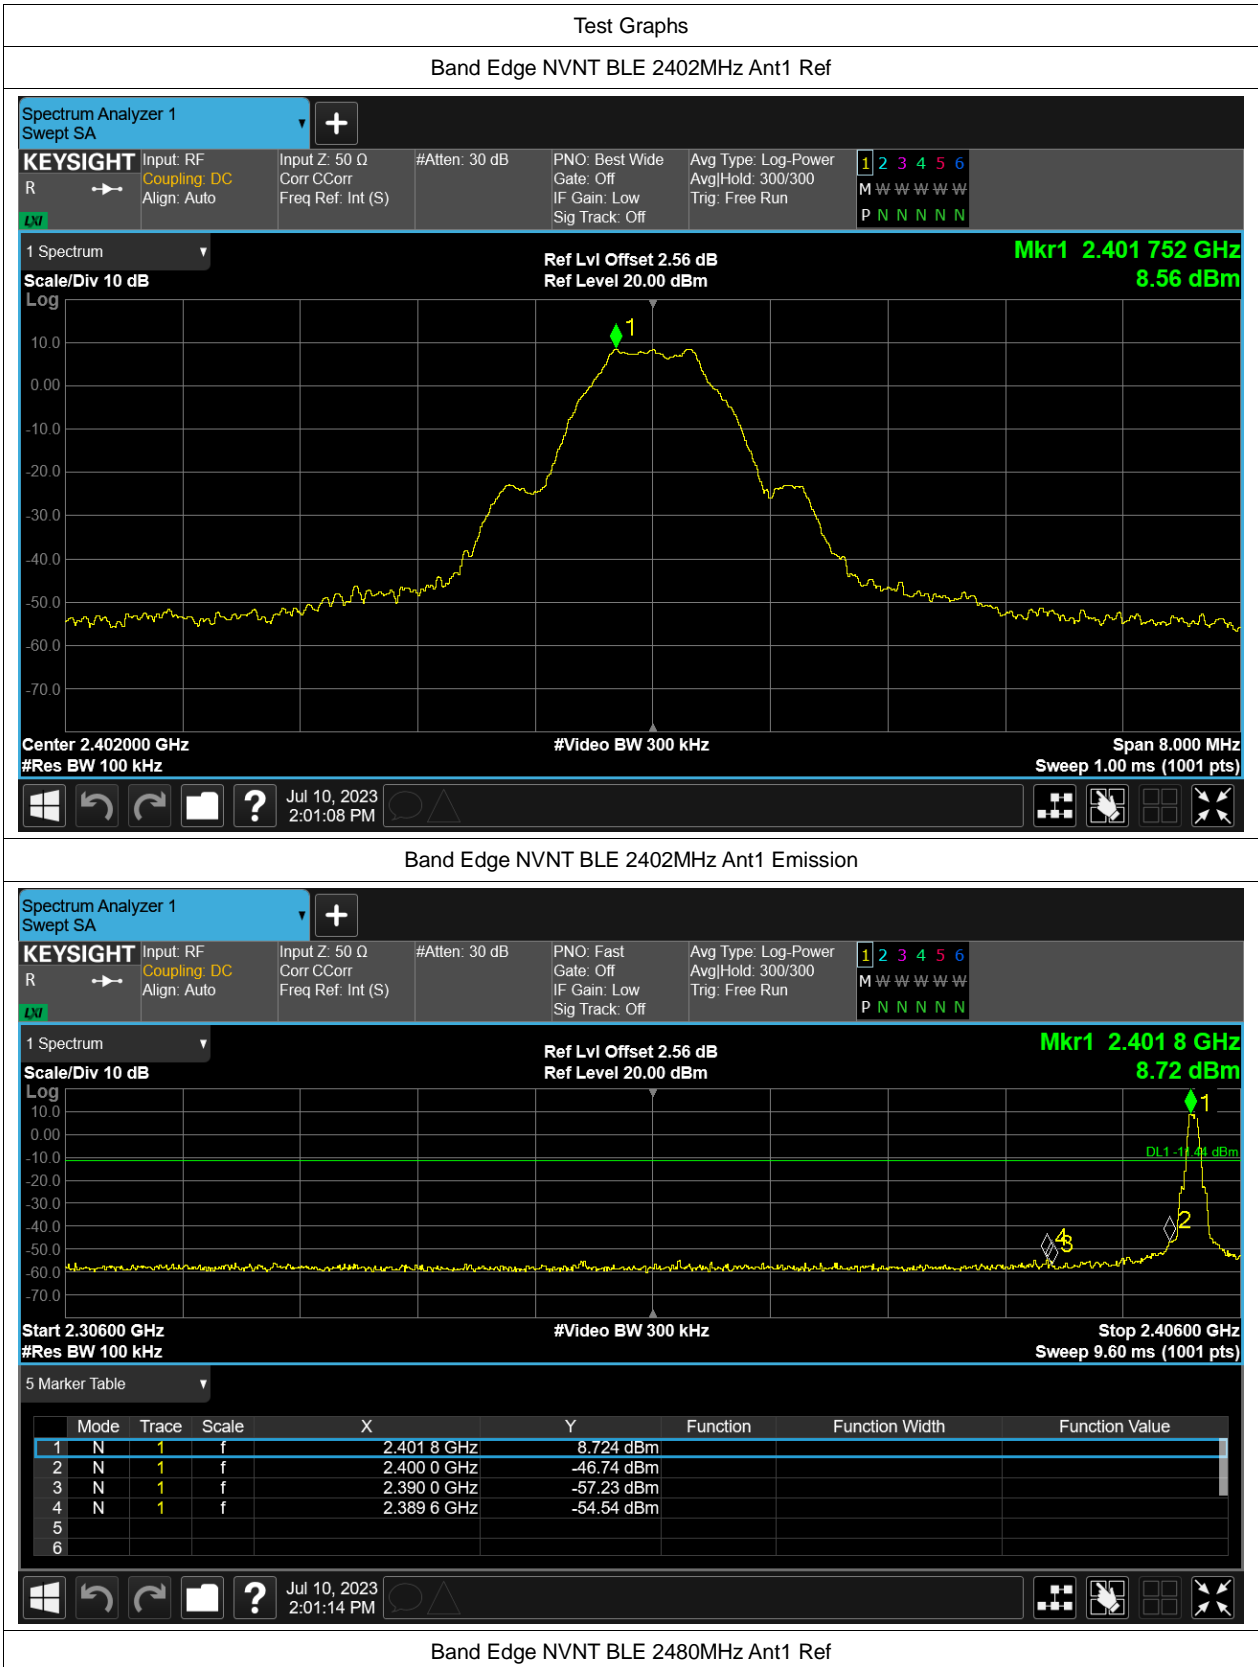 Test Graphs
Band Edge NVNT BLE 2402MHz Ant1 Ref
Spectrum Analyzer 1
Swept SA
KEYSIGHT Input: RF Input Z: 50 Ω #Atten: 30 dB PNO: Best Wide Avg Type: Log-Power 1 2 3 4 5 6
R Coupling: DC Corr CCorr Gate: Off Avg|Hold: 300/300 M W W W W W
Align: Auto Freq Ref: Int (S) IF Gain: Low Trig: Free Run
LXI Sig Track: Off P N N N N N
1 Spectrum Ref Lvl Offset 2.56 dB Mkr1 2.401 752 GHz
Scale/Div 10 dB Ref Level 20.00 dBm 8.56 dBm
Log
1
10.0
0.00
-10.0
-20.0
-30.0
-40.0
-50.0
-60.0
-70.0
Center 2.402000 GHz #Video BW 300 kHz Span 8.000 MHz
#Res BW 100 kHz Sweep 1.00 ms (1001 pts)
? Jul 10, 2023
2:01:08 PM
Band Edge NVNT BLE 2402MHz Ant1 Emission
Spectrum Analyzer 1
Swept SA
KEYSIGHT Input: RF Input Z: 50 Ω #Atten: 30 dB PNO: Fast Avg Type: Log-Power 1 2 3 4 5 6
R Coupling: DC Corr CCorr Gate: Off Avg|Hold: 300/300 M W W W W W
Align: Auto Freq Ref: Int (S) IF Gain: Low Trig: Free Run
LXI Sig Track: Off P N N N N N
1 Spectrum Ref Lvl Offset 2.56 dB Mkr1 2.401 8 GHz
Scale/Div 10 dB Ref Level 20.00 dBm 8.72 dBm
Log
10.0 1
0.00
-10.0 DL1 -11.44 dBm
-20.0
-30.0
-40.0 2
-50.0 4 3
-60.0
-70.0
Start 2.30600 GHz #Video BW 300 kHz Stop 2.40600 GHz
#Res BW 100 kHz Sweep 9.60 ms (1001 pts)
5 Marker Table
Mode Trace Scale X Y Function Function Width Function Value
1 N 1 f 2.401 8 GHz 8.724 dBm
2 N 1 f 2.400 0 GHz -46.74 dBm
3 N 1 f 2.390 0 GHz -57.23 dBm
4 N 1 f 2.389 6 GHz -54.54 dBm
5
6
? Jul 10, 2023
2:01:14 PM
Band Edge NVNT BLE 2480MHz Ant1 Ref